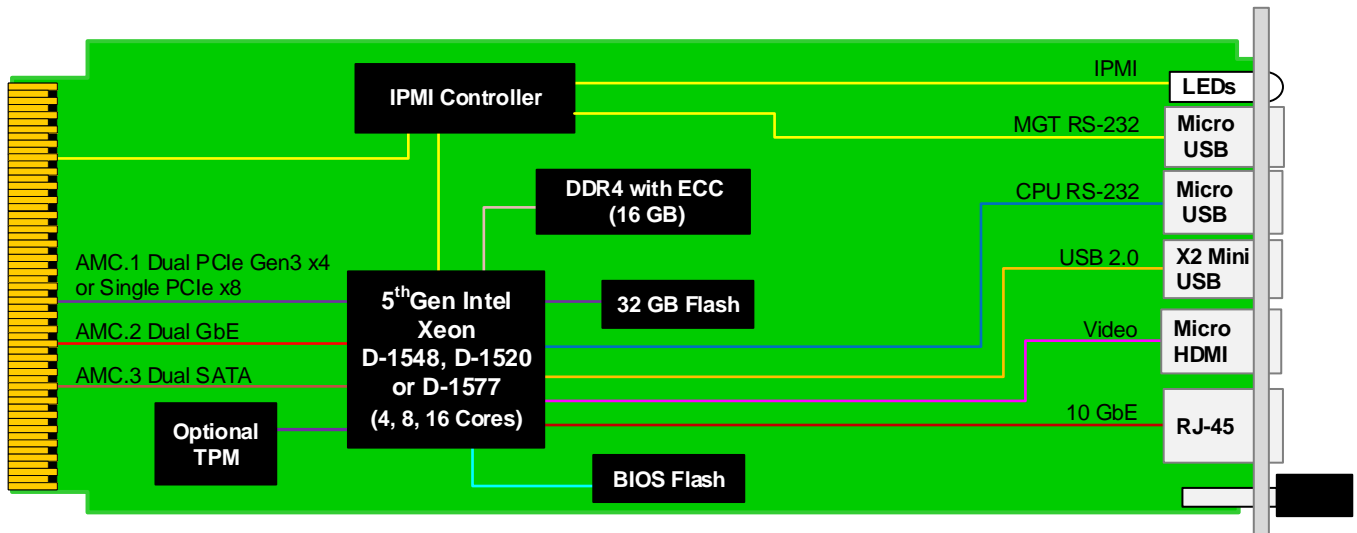 IPMI Controller
IPMI
LEDs
MGT RS-232
Micro
USB
DDR4 with ECC
(16 GB)
CPU RS-232
Micro
USB
AMC.1 Dual PCIe Gen3 x4
or Single PCIe x8
USB 2.0
X2 Mini
USB
5thGen Intel
Xeon
D-1548, D-1520
or D-1577
(4, 8, 16 Cores)
32 GB Flash
AMC.2 Dual GbE
Video
Micro
HDMI
AMC.3 Dual SATA
Optional
TPM
10 GbE
RJ-45
BIOS Flash